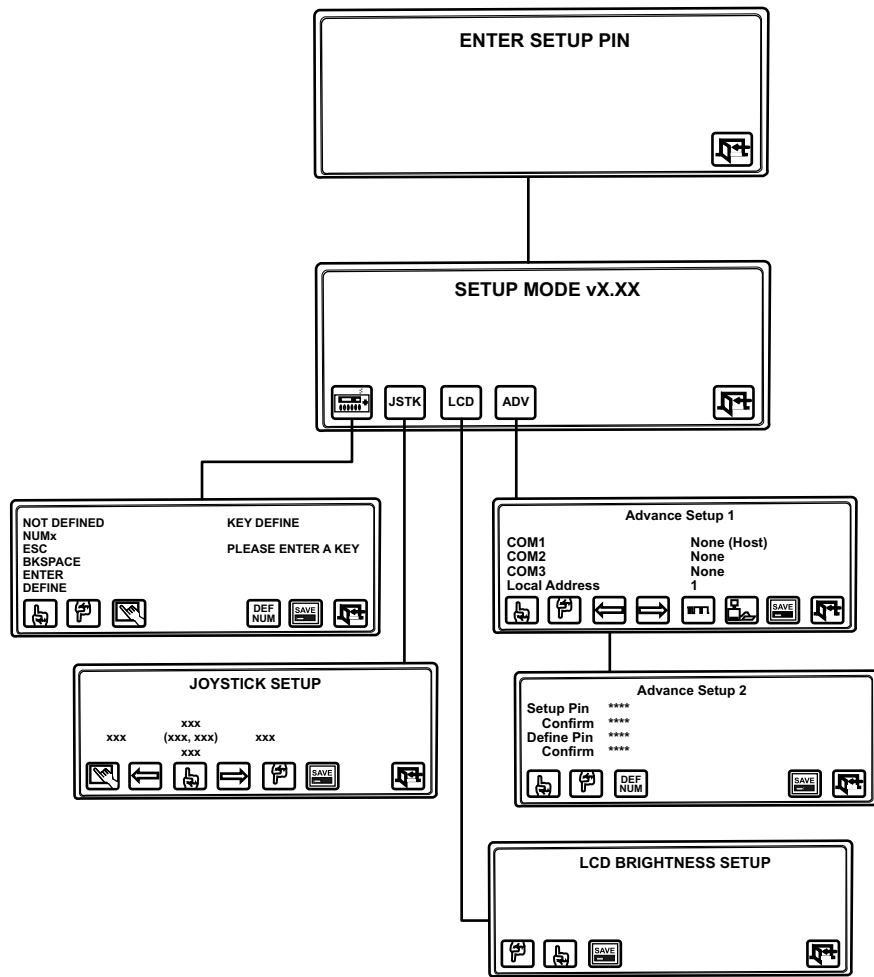 ENTER SETUP PIN
SETUP MODE vX.XX
JSTK LCD ADV
NOT DEFINED KEY DEFINE
NUMx
ESC PLEASE ENTER A KEY
BKSPACE
ENTER
DEFINE
DEF
NUM
SAVE
Advance Setup 1
COM1 None (Host)
COM2 None
COM3 None
Local Address 1
SAVE
JOYSTICK SETUP
xxx
xxx (xxx, xxx) xxx
xxx
SAVE
Advance Setup 2
Setup Pin ****
Confirm ****
Define Pin ****
Confirm ****
DEF
NUM
SAVE
LCD BRIGHTNESS SETUP
SAVE